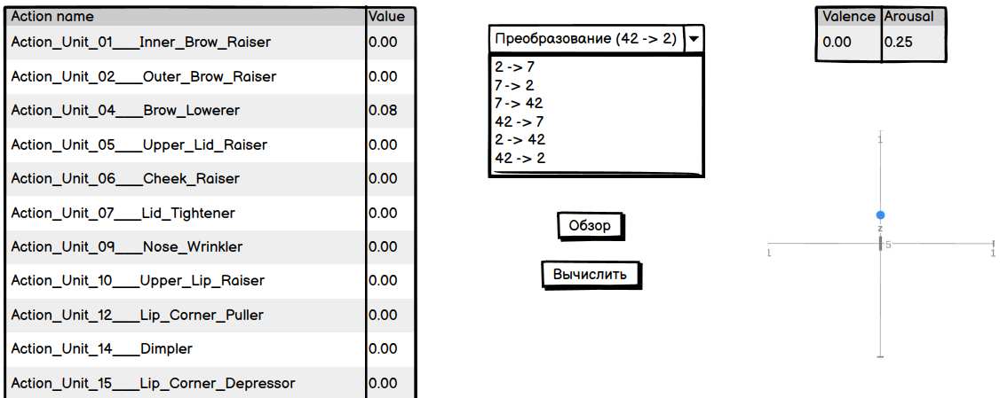 Action name Value
Action_Unit_01___Inner_Brow_Raiser 0.00
Action_Unit_02___Outer_Brow_Raiser 0.00
Action_Unit_04___Brow_Lowerer 0.08
Action_Unit_05___Upper_Lid_Raiser 0.00
Action_Unit_06___Cheek_Raiser 0.00
Action_Unit_07___Lid_Tightener 0.00
Action_Unit_09___Nose_Wrinkler 0.00
Action_Unit_10___Upper_Lip_Raiser 0.00
Action_Unit_12___Lip_Corner_Puller 0.00
Action_Unit_14___Dimpler 0.00
Action_Unit_15___Lip_Corner_Depressor 0.00
Преобразование (42 -> 2)
2 -> 7
7 -> 2
7 -> 42
42 -> 7
2 -> 42
42 -> 2
Обзор
Вычислить
Valence Arousal
0.00 0.25
1
z
5
1 1